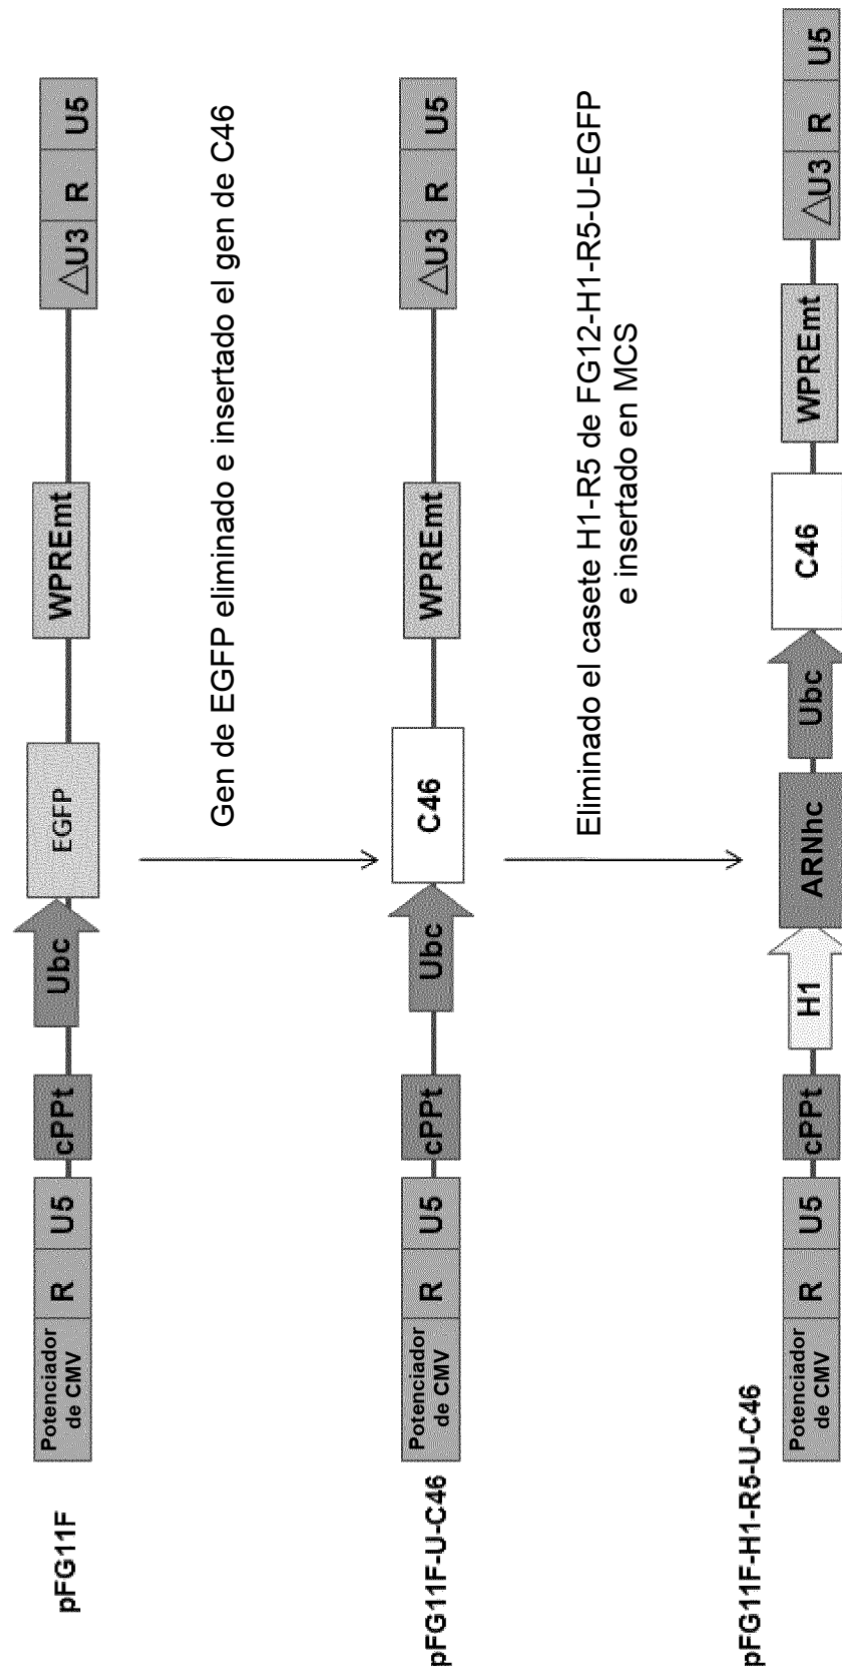 pFG11F
Potenciador
de CMV
R
U5
cPPt
Ubc
EGFP
WPREmt
△U3
R
U5
Gen de EGFP eliminado e insertado el gen de C46
pFG11F-U-C46
Potenciador
de CMV
R
U5
cPPt
Ubc
C46
WPREmt
△U3
R
U5
Eliminado el casete H1-R5 de FG12-H1-R5-U-EGFP
e insertado en MCS
pFG11F-H1-R5-U-C46
Potenciador
de CMV
R
U5
cPPt
H1
ARNhc
Ubc
C46
WPREmt
△U3
R
U5